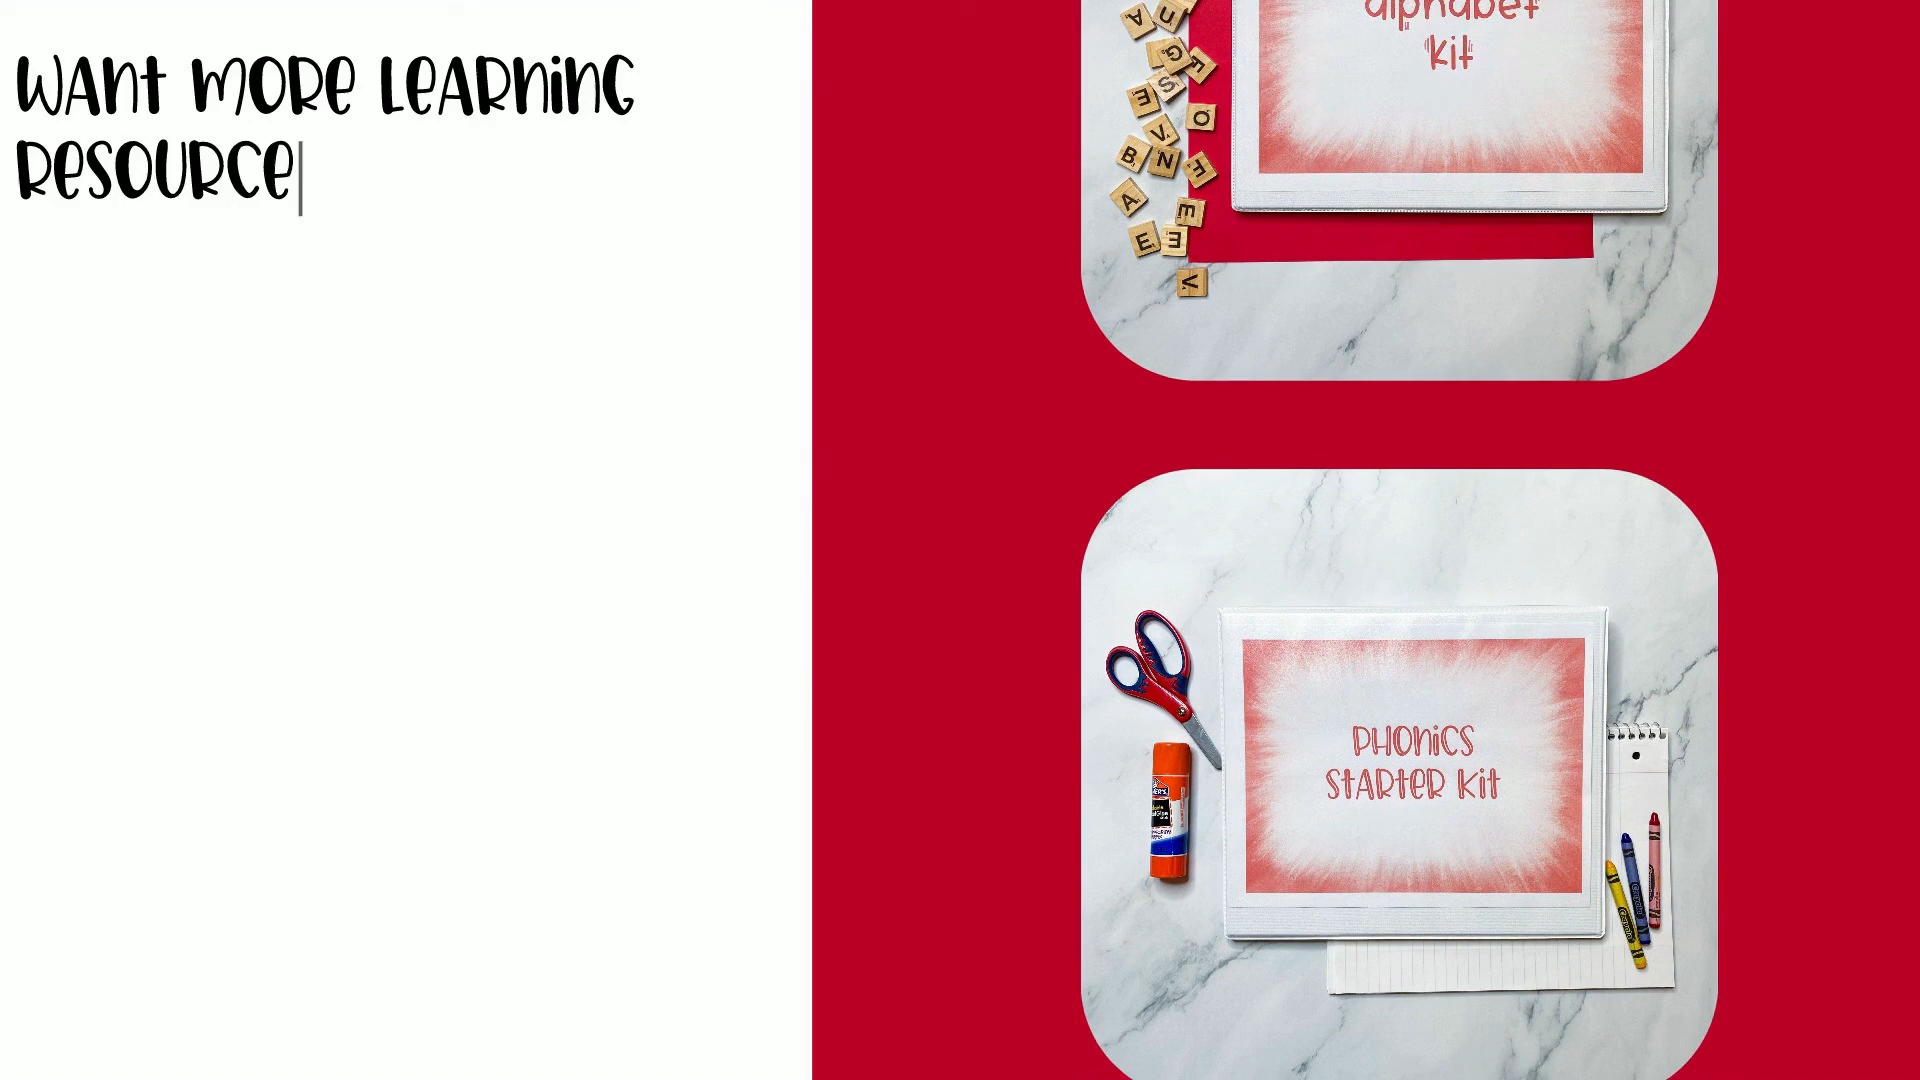 WAnt mORe LeARninG
ResOURCe
alphabet
kit
A
U
G
F
S
E
O
V
B
N
F
A
E
E
E
V
PHOniCS
StARteR Kit